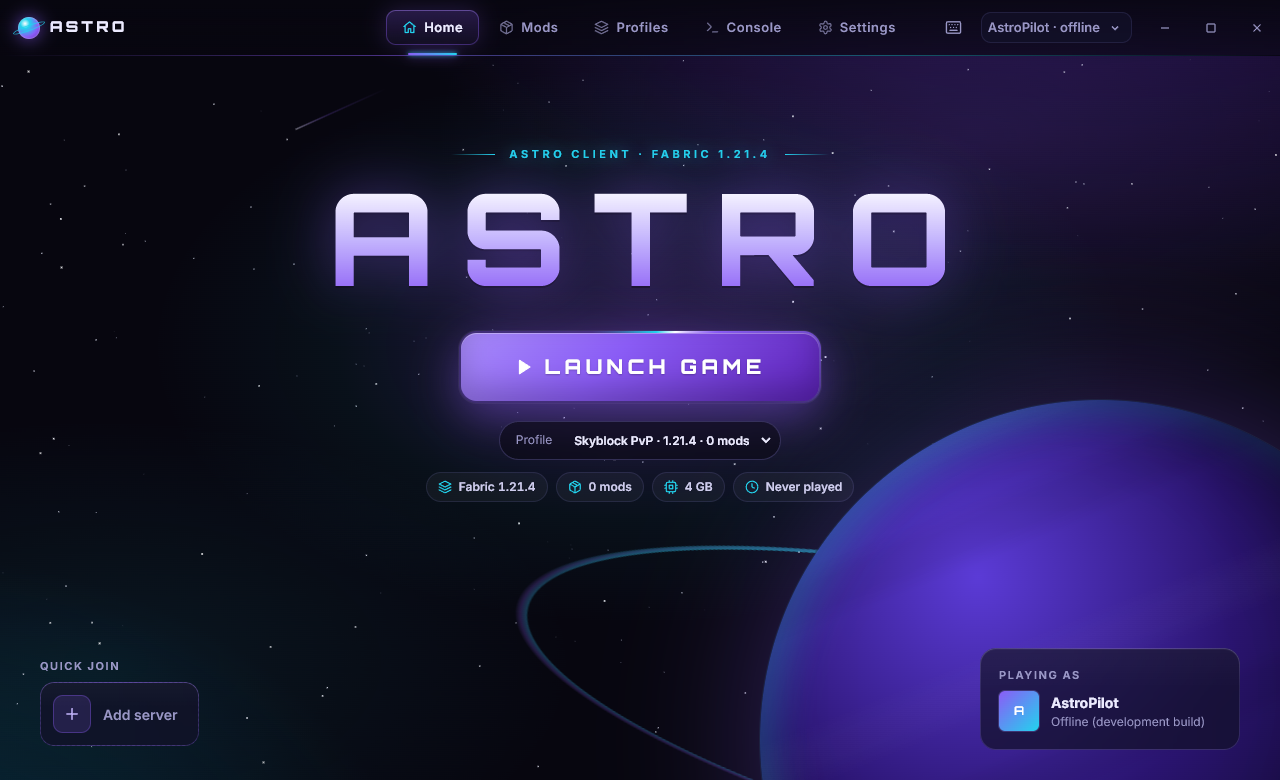 ASTRO
Home
Mods
Profiles
Console
Settings
AstroPilot · offline
ASTRO CLIENT · FABRIC 1.21.4
ASTRO
LAUNCH GAME
Profile Skyblock PvP · 1.21.4 · 0 mods
Fabric 1.21.4
0 mods
4 GB
Never played
QUICK JOIN
Add server
PLAYING AS
A
AstroPilot
Offline (development build)